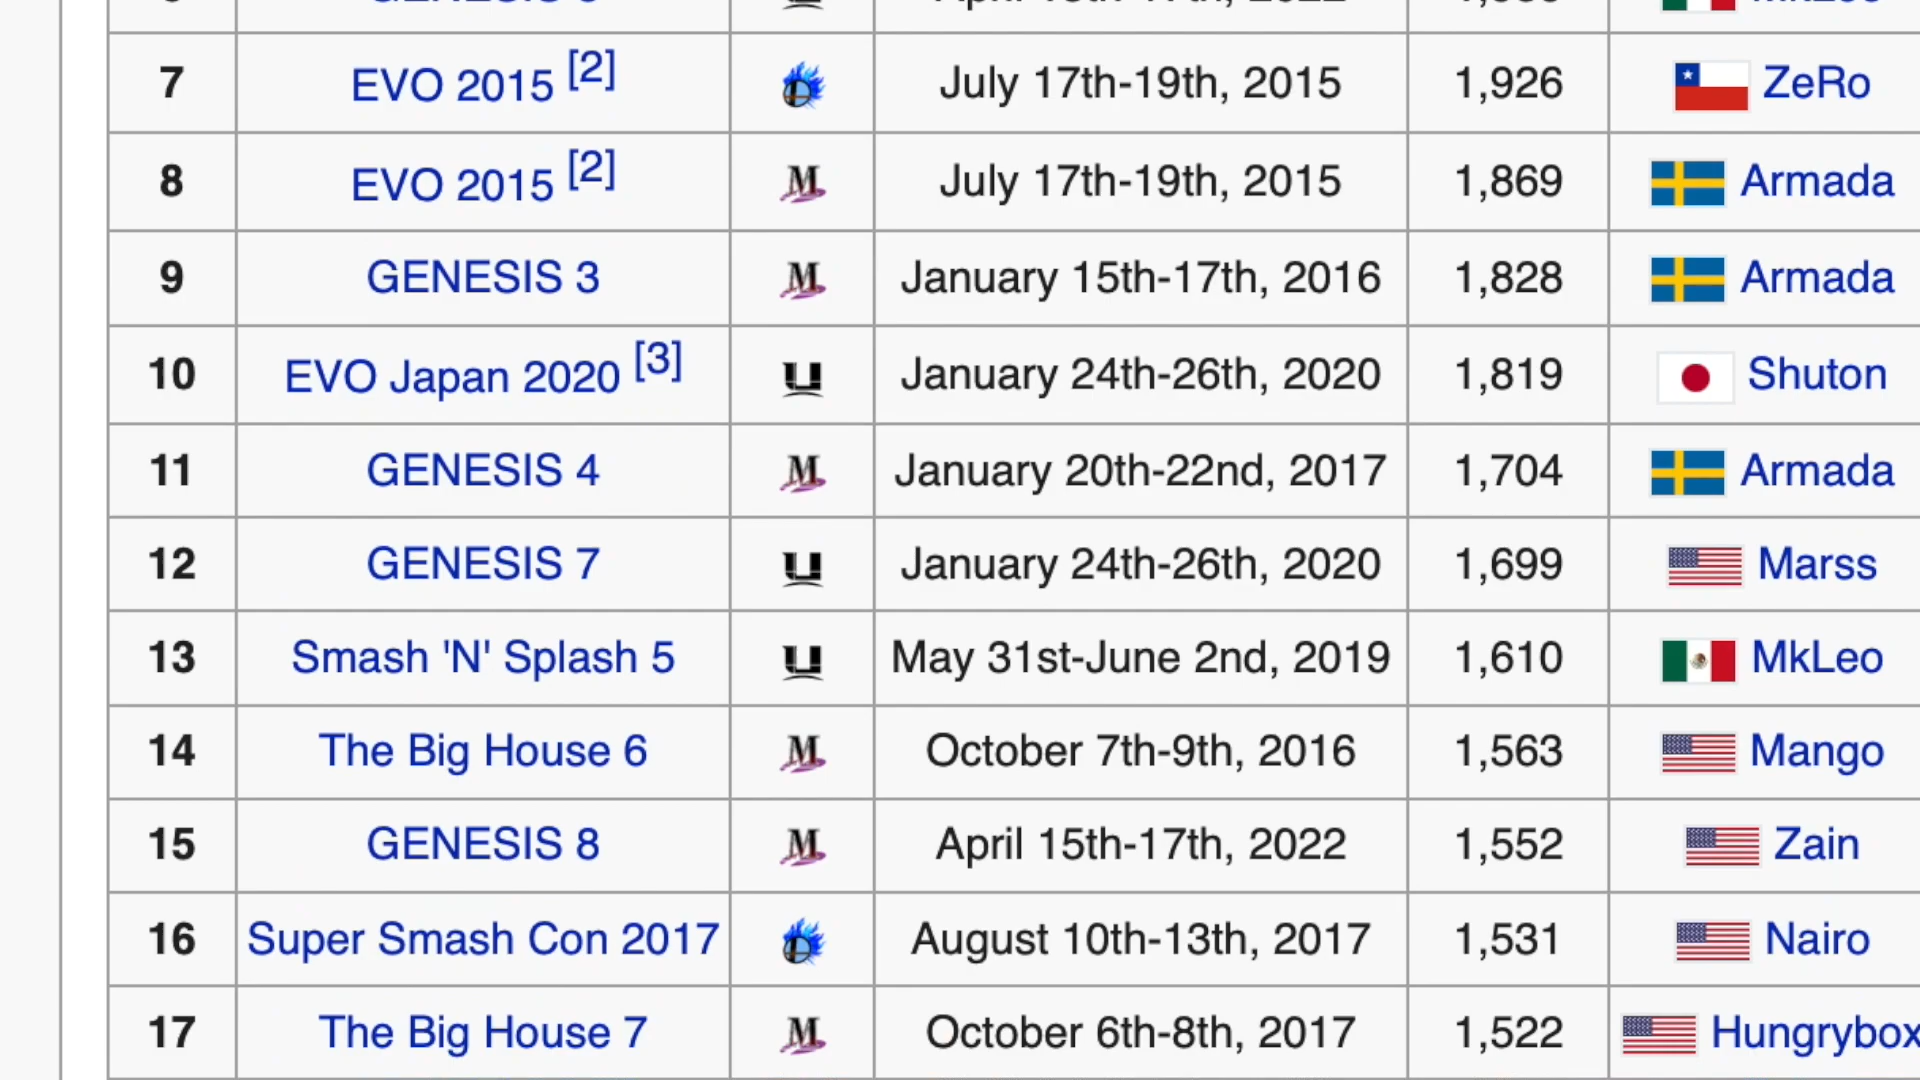 7 EVO 2015 [2] July 17th-19th, 2015 1,926 ZeRo
8 EVO 2015 [2] M July 17th-19th, 2015 1,869 Armada
9 GENESIS 3 M January 15th-17th, 2016 1,828 Armada
10 EVO Japan 2020 [3] U January 24th-26th, 2020 1,819 Shuton
11 GENESIS 4 M January 20th-22nd, 2017 1,704 Armada
12 GENESIS 7 U January 24th-26th, 2020 1,699 Marss
13 Smash 'N' Splash 5 U May 31st-June 2nd, 2019 1,610 MkLeo
14 The Big House 6 M October 7th-9th, 2016 1,563 Mango
15 GENESIS 8 M April 15th-17th, 2022 1,552 Zain
16 Super Smash Con 2017 August 10th-13th, 2017 1,531 Nairo
17 The Big House 7 M October 6th-8th, 2017 1,522 Hungrybox